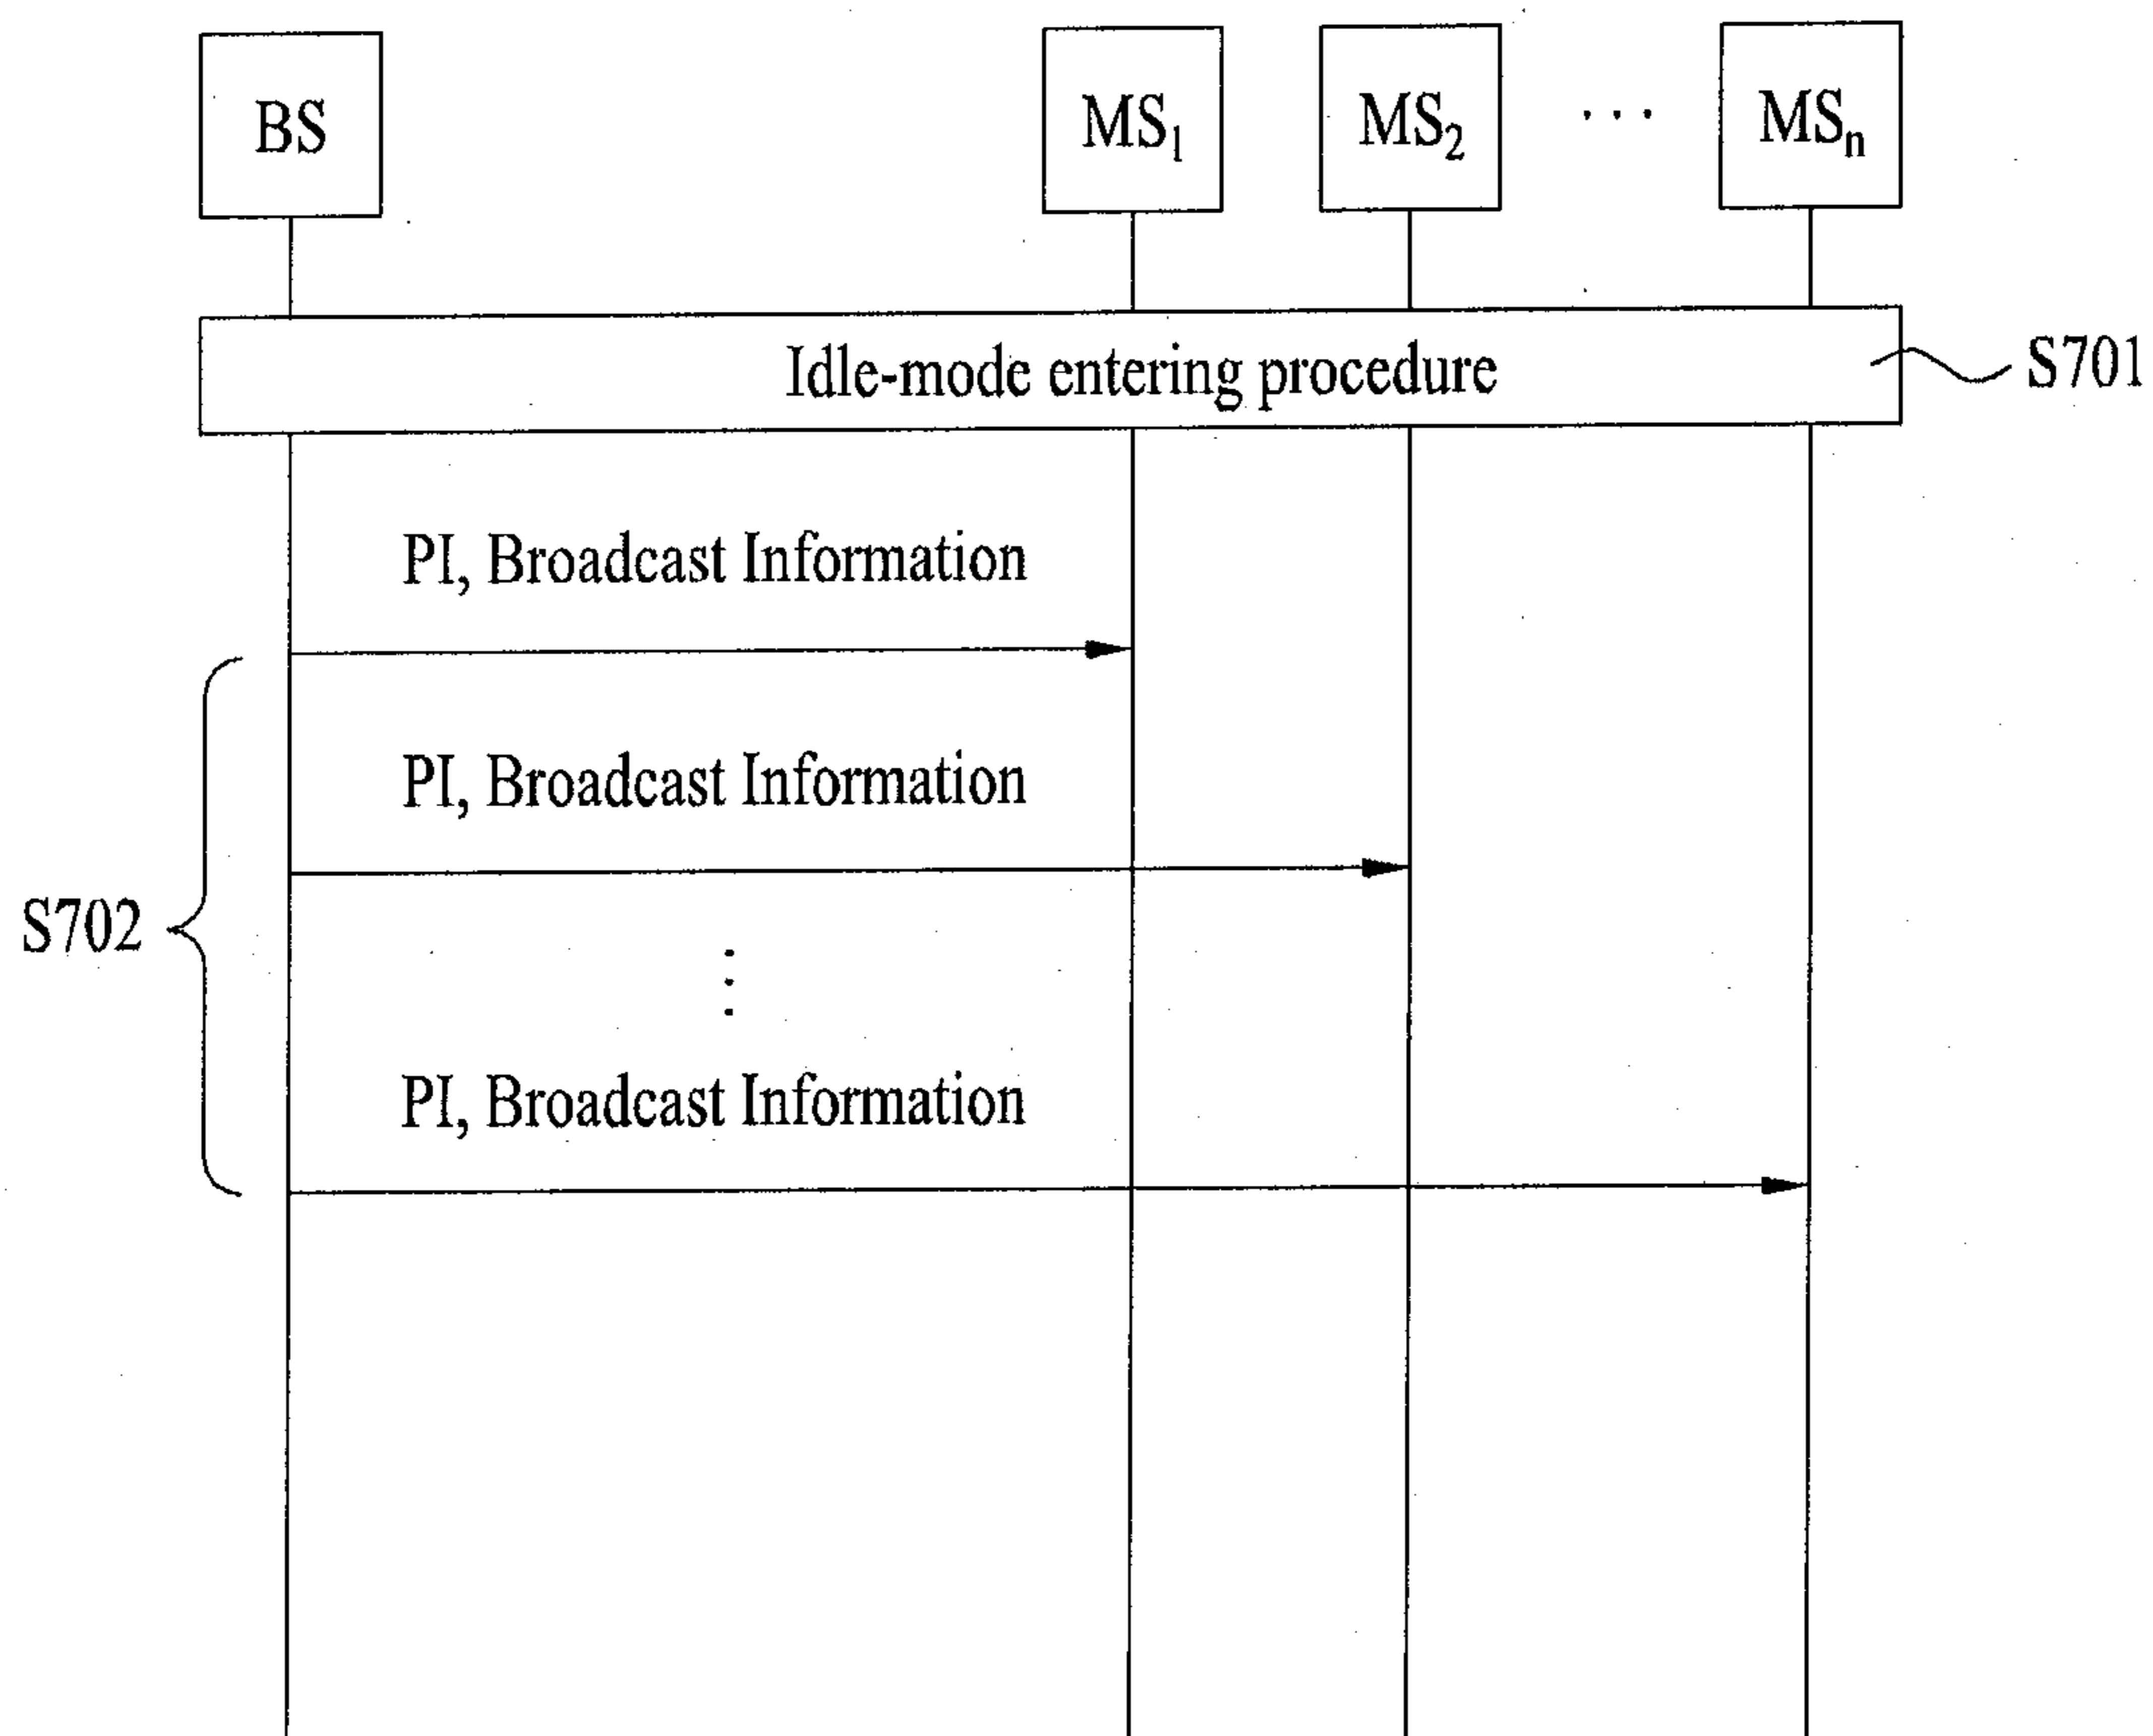 BS
MS1
MS2
...
MSn
Idle-mode entering procedure
S701
PI, Broadcast Information
PI, Broadcast Information
S702
PI, Broadcast Information